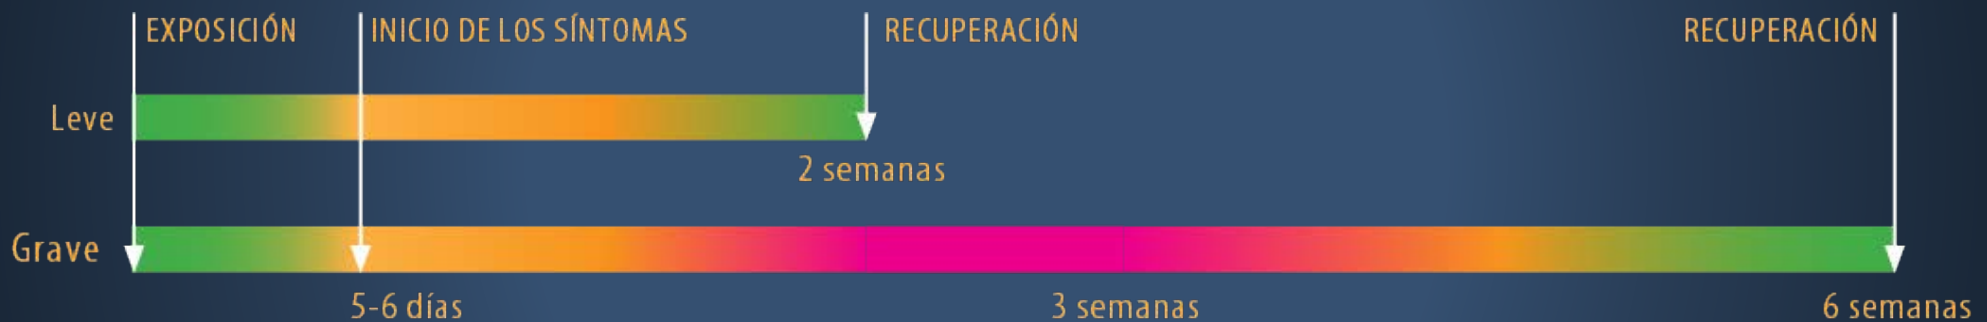 EXPOSICIÓN
INICIO DE LOS SÍNTOMAS
RECUPERACIÓN
RECUPERACIÓN
Leve
2 semanas
Grave
5-6 días
3 semanas
6 semanas